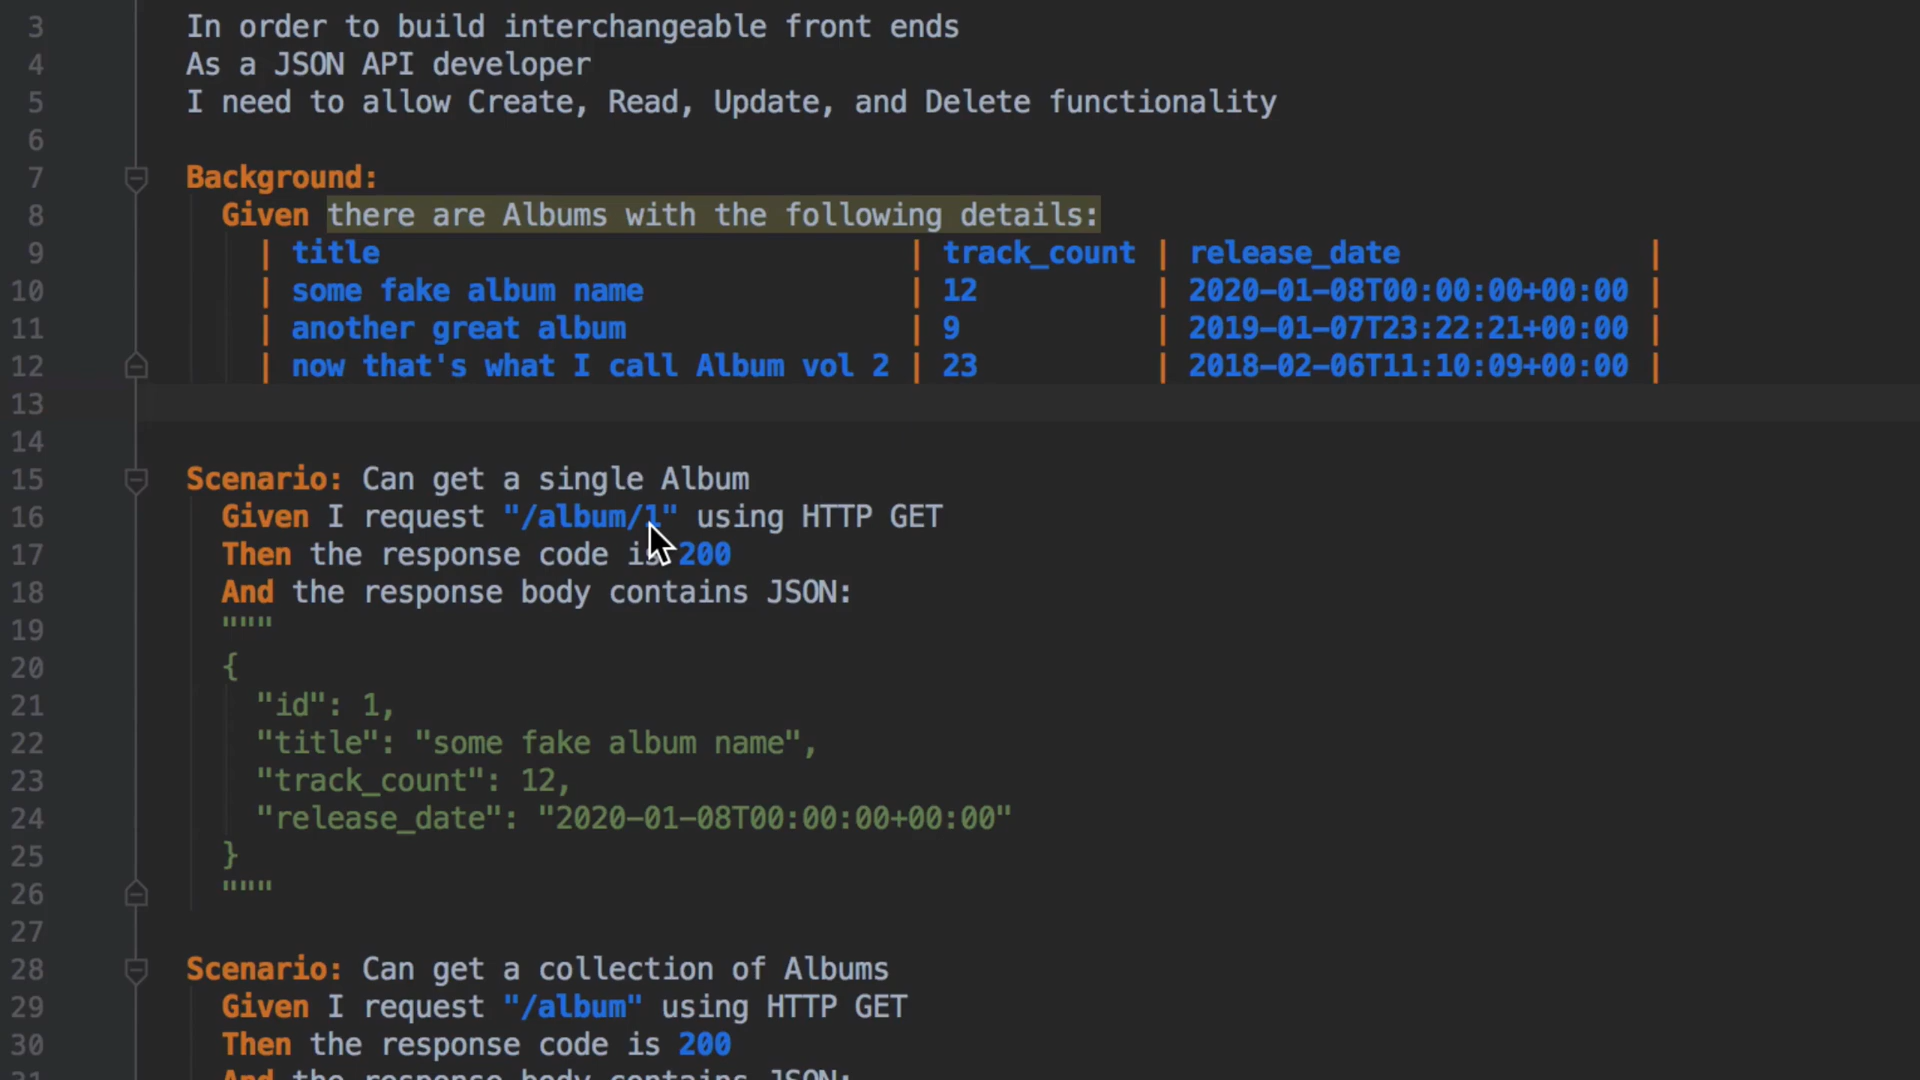 3 In order to build interchangeable front ends
4 As a JSON API developer
5 I need to allow Create, Read, Update, and Delete functionality
6
7 Background:
8 Given there are Albums with the following details:
9 | title | track_count | release_date |
10 | some fake album name | 12 | 2020-01-08T00:00:00+00:00 |
11 | another great album | 9 | 2019-01-07T23:22:21+00:00 |
12 | now that's what I call Album vol 2 | 23 | 2018-02-06T11:10:09+00:00 |
13
14
15 Scenario: Can get a single Album
16 Given I request "/album/1" using HTTP GET
17 Then the response code is 200
18 And the response body contains JSON:
19 """
20 {
21 "id": 1,
22 "title": "some fake album name",
23 "track_count": 12,
24 "release_date": "2020-01-08T00:00:00+00:00"
25 }
26 """
27
28 Scenario: Can get a collection of Albums
29 Given I request "/album" using HTTP GET
30 Then the response code is 200
31 And the response body contains JSON: